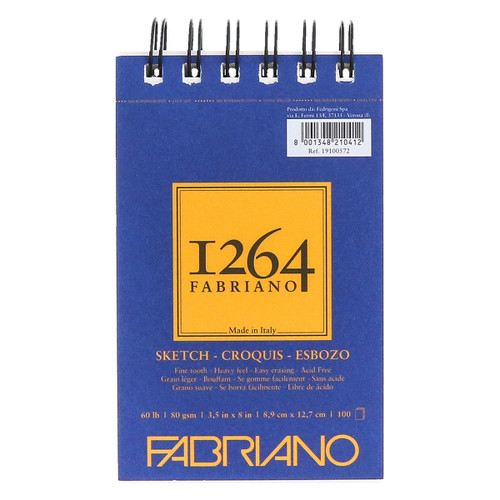 Prodotto da: Fedrigoni Spa
via E. Fermi 13/F, 37135 - Verona (I)
8 001348 210412
Ref. 19100572
1264
FABRIANO
Made in Italy
SKETCH - CROQUIS - ESBOZO
Fine tooth - Heavy feel - Easy erasing - Acid Free
Grain léger - Bouffant - Se gomme facilement - Sans acide
Grano suave - Se borra fácilmente - Libre de ácido
60 lb | 80 gsm | 3,5 in x 8 in | 8,9 cm x 12,7 cm | 100
FABRIANO